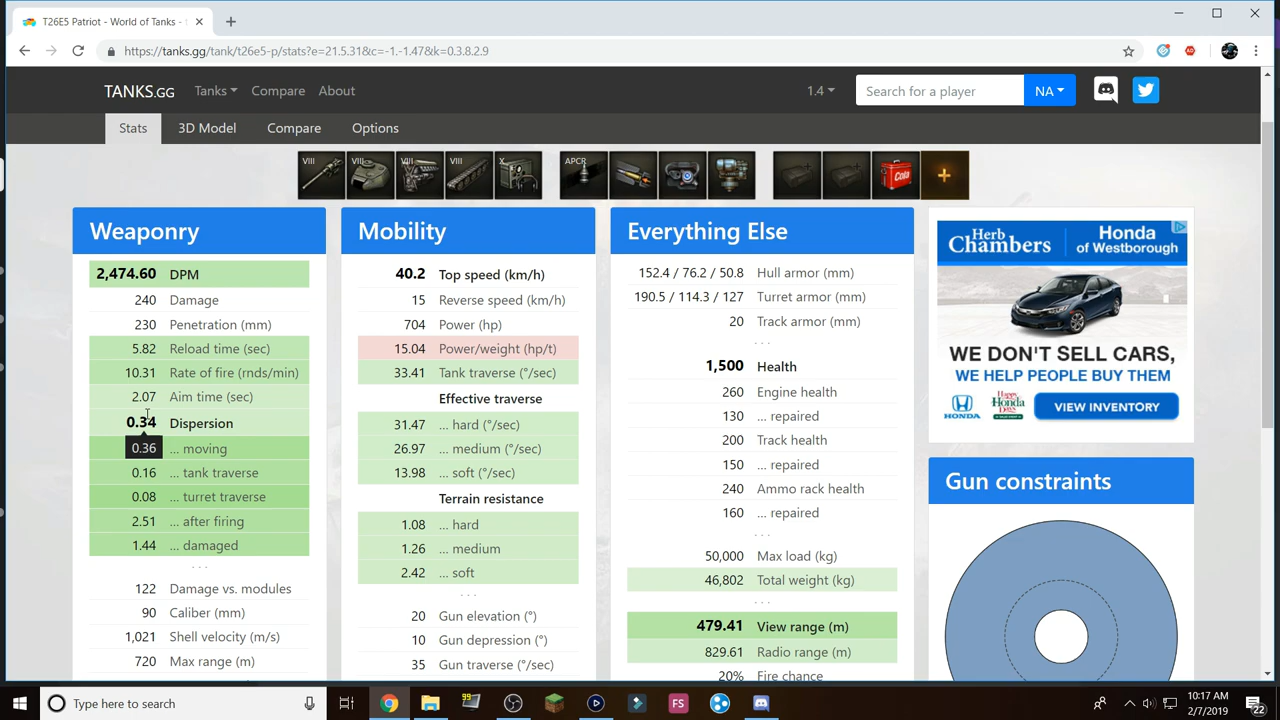 T26E5 Patriot - World of Tanks - t
https://tanks.gg/tank/t26e5-p/stats?e=21.5.31&c=-1.-1.47&k=0.3.8.2.9
TANKS.GG Tanks Compare About 1.4 Search for a player NA
Stats 3D Model Compare Options
VIII VIII VIII VIII X APCR Cola +
Weaponry
2,474.60 DPM
240 Damage
230 Penetration (mm)
5.82 Reload time (sec)
10.31 Rate of fire (rnds/min)
2.07 Aim time (sec)
0.34 Dispersion
0.36 ... moving
0.16 ... tank traverse
0.08 ... turret traverse
2.51 ... after firing
1.44 ... damaged
...
122 Damage vs. modules
90 Caliber (mm)
1,021 Shell velocity (m/s)
720 Max range (m)
Mobility
40.2 Top speed (km/h)
15 Reverse speed (km/h)
704 Power (hp)
15.04 Power/weight (hp/t)
33.41 Tank traverse (°/sec)
Effective traverse
31.47 ... hard (°/sec)
26.97 ... medium (°/sec)
13.98 ... soft (°/sec)
Terrain resistance
1.08 ... hard
1.26 ... medium
2.42 ... soft
...
20 Gun elevation (°)
10 Gun depression (°)
35 Gun traverse (°/sec)
Everything Else
152.4 / 76.2 / 50.8 Hull armor (mm)
190.5 / 114.3 / 127 Turret armor (mm)
20 Track armor (mm)
...
1,500 Health
260 Engine health
130 ... repaired
200 Track health
150 ... repaired
240 Ammo rack health
160 ... repaired
...
50,000 Max load (kg)
46,802 Total weight (kg)
...
479.41 View range (m)
829.61 Radio range (m)
20% Fire chance
Herb Chambers Honda of Westborough
WE DON'T SELL CARS,
WE HELP PEOPLE BUY THEM
HONDA Happy Honda Days VIEW INVENTORY
Gun constraints
Type here to search
99
FS
10:17 AM
2/7/2019
22